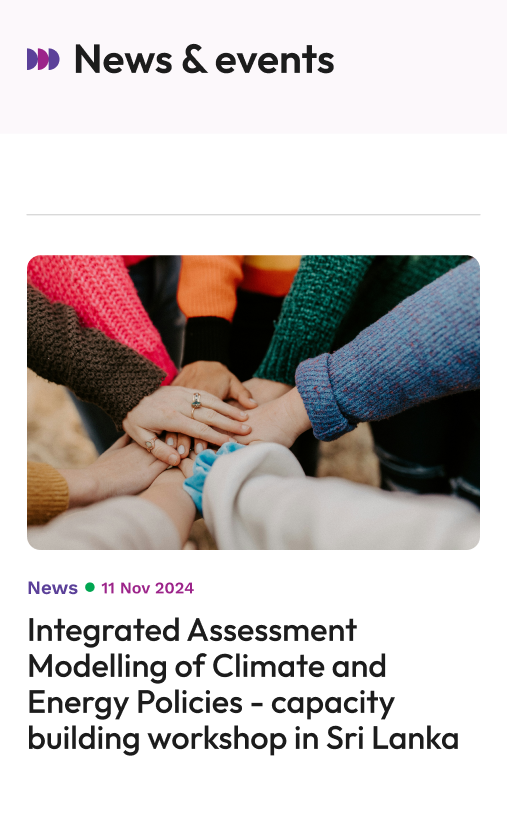 News & events
News • 11 Nov 2024
Integrated Assessment
Modelling of Climate and
Energy Policies - capacity
building workshop in Sri Lanka